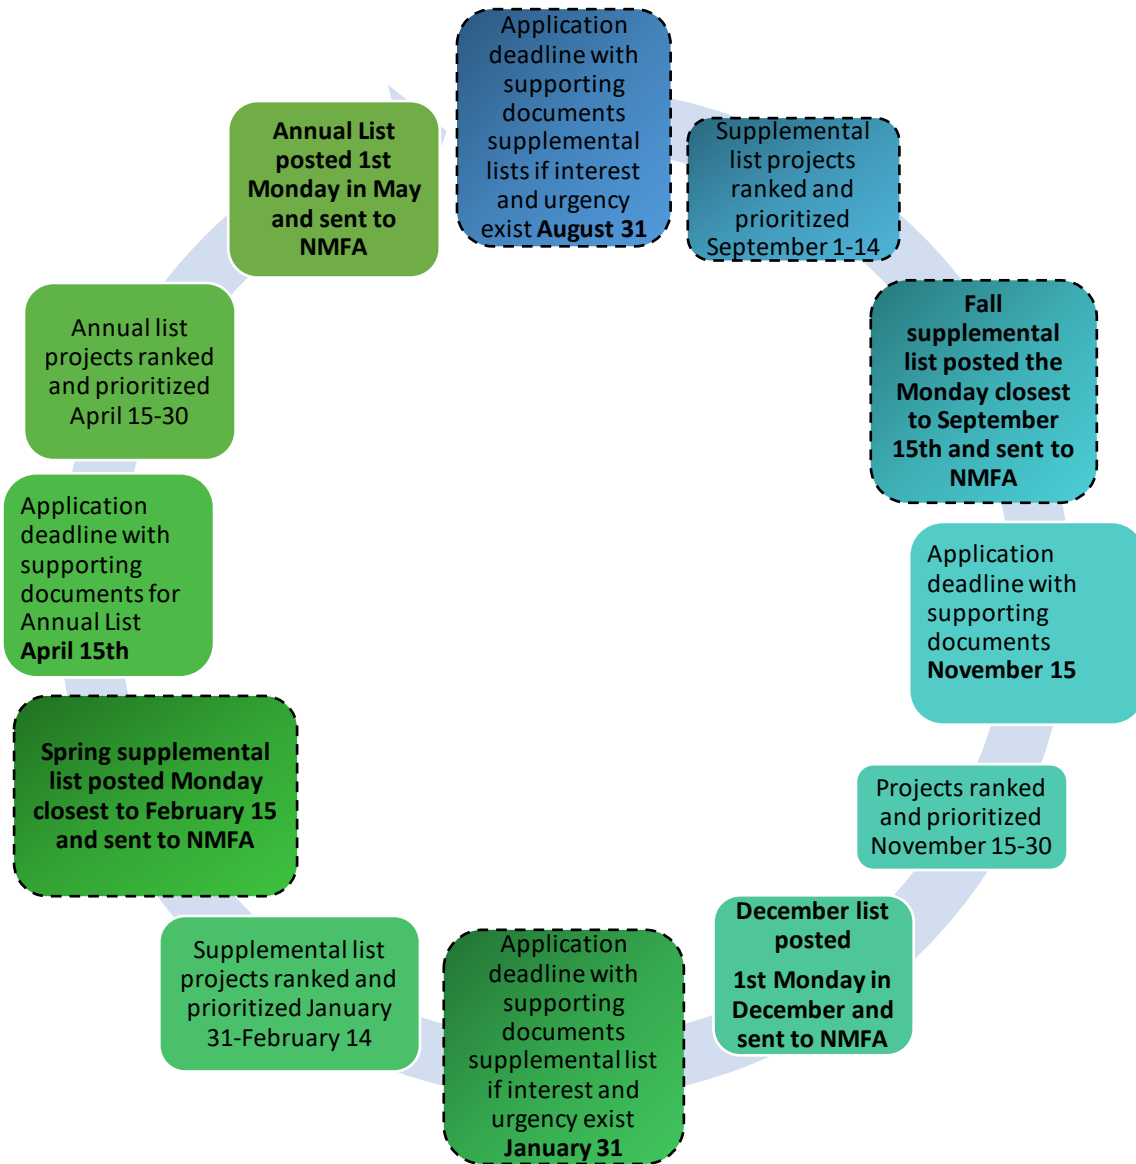 Application
deadline with
supporting
documents
supplemental
lists if interest
and urgency
exist August 31
Supplemental
list projects
ranked and
prioritized
September 1-14
Fall
supplemental
list posted the
Monday closest
to September
15th and sent to
NMFA
Application
deadline with
supporting
documents
November 15
Projects ranked
and prioritized
November 15-30
December list
posted
1st Monday in
December and
sent to NMFA
Application
deadline with
supporting
documents
supplemental list
if interest and
urgency exist
January 31
Supplemental list
projects ranked and
prioritized January
31-February 14
Spring supplemental
list posted Monday
closest to February 15
and sent to NMFA
Application
deadline with
supporting
documents for
Annual List
April 15th
Annual list
projects ranked
and prioritized
April 15-30
Annual List
posted 1st
Monday in May
and sent to
NMFA